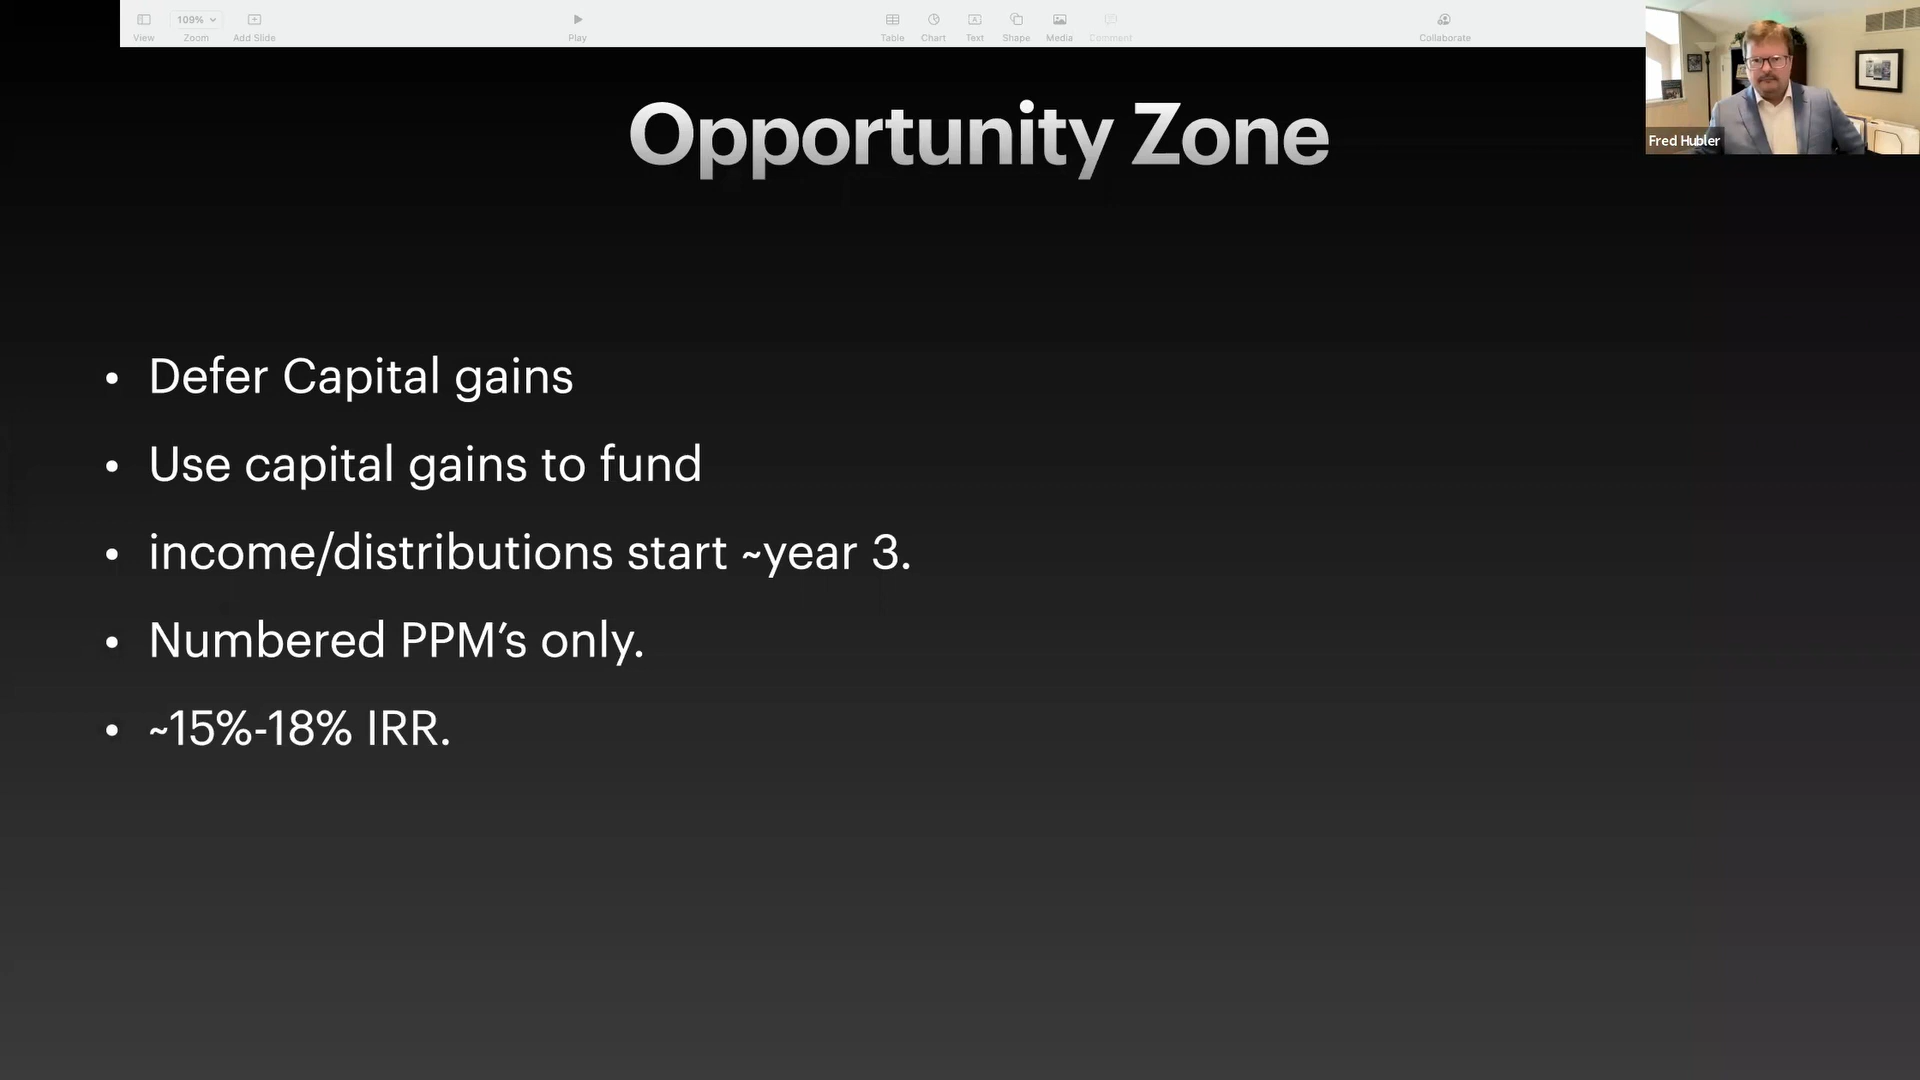 View
109%
Zoom
Add Slide
Play
Table
Chart
Text
Shape
Media
Comment
Collaborate
Fred Hubler
Opportunity Zone
• Defer Capital gains
• Use capital gains to fund
• income/distributions start ~year 3.
• Numbered PPM’s only.
• ~15%-18% IRR.